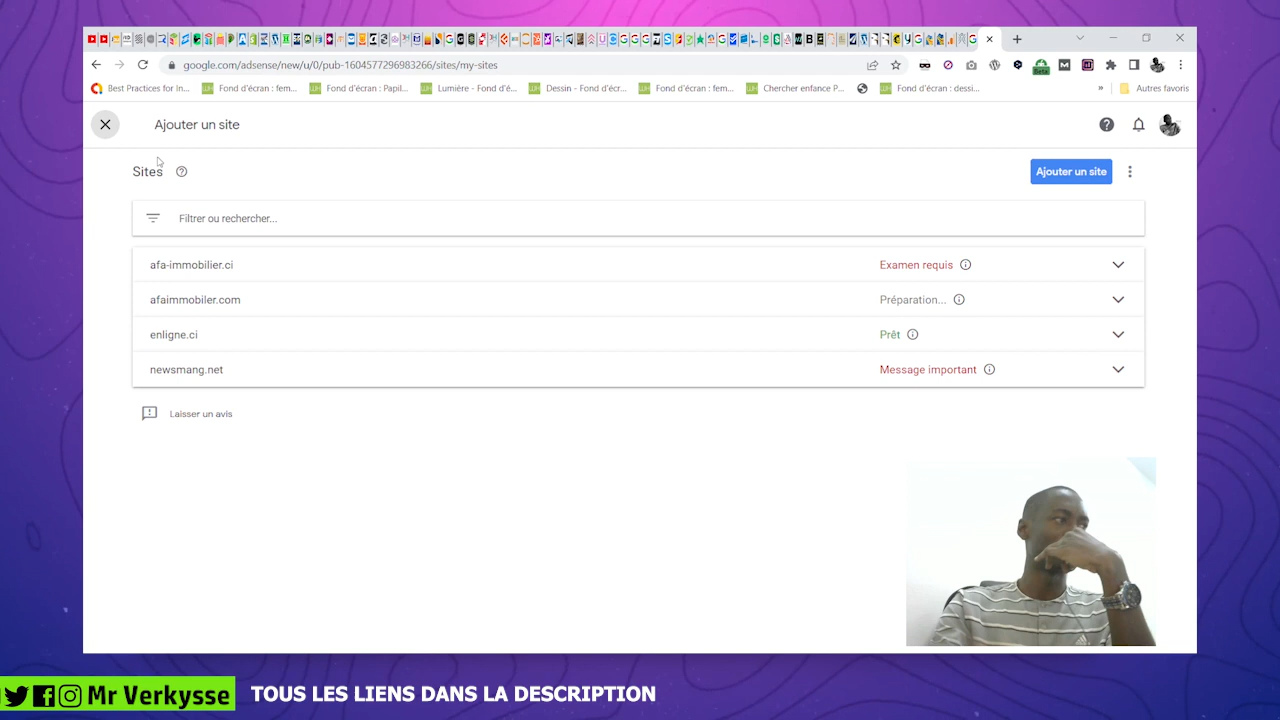 google.com/adsense/new/u/0/pub-1604577296983266/sites/my-sites
Best Practices for In...
Fond d'écran : fem...
Fond d'écran : Papil...
Lumière - Fond d'é...
Dessin - Fond d'écr...
Fond d'écran : fem...
Chercher enfance P...
Fond d'écran : dessi...
»
Autres favoris
Ajouter un site
Sites
Ajouter un site
Filtrer ou rechercher...
afa-immobilier.ci
Examen requis
afaimmobiler.com
Préparation...
enligne.ci
Prêt
newsmang.net
Message important
Laisser un avis
Mr Verkysse
TOUS LES LIENS DANS LA DESCRIPTION